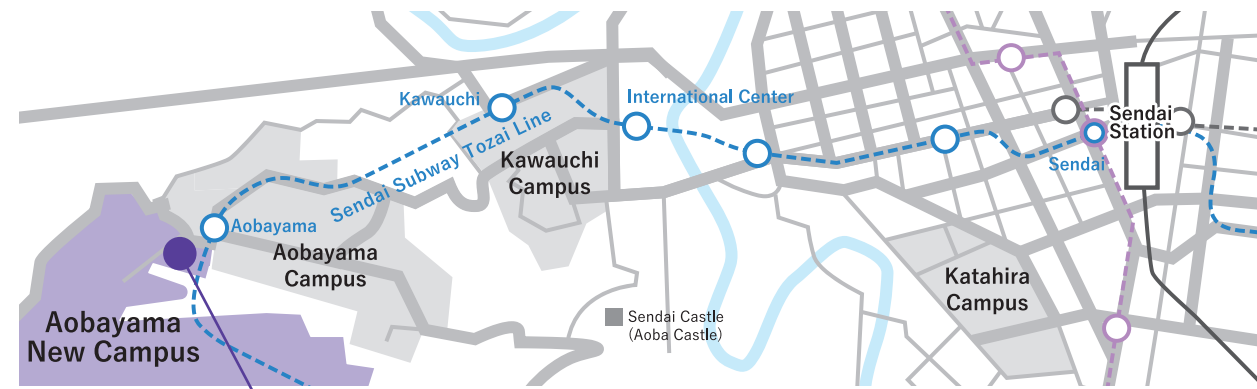 Kawauchi
International Center
Sendai
Station
Sendai
Sendai Subway Tozai Line
Kawauchi
Campus
Aobayama
Aobayama
Campus
Katahira
Campus
Sendai Castle
(Aoba Castle)
Aobayama
New Campus